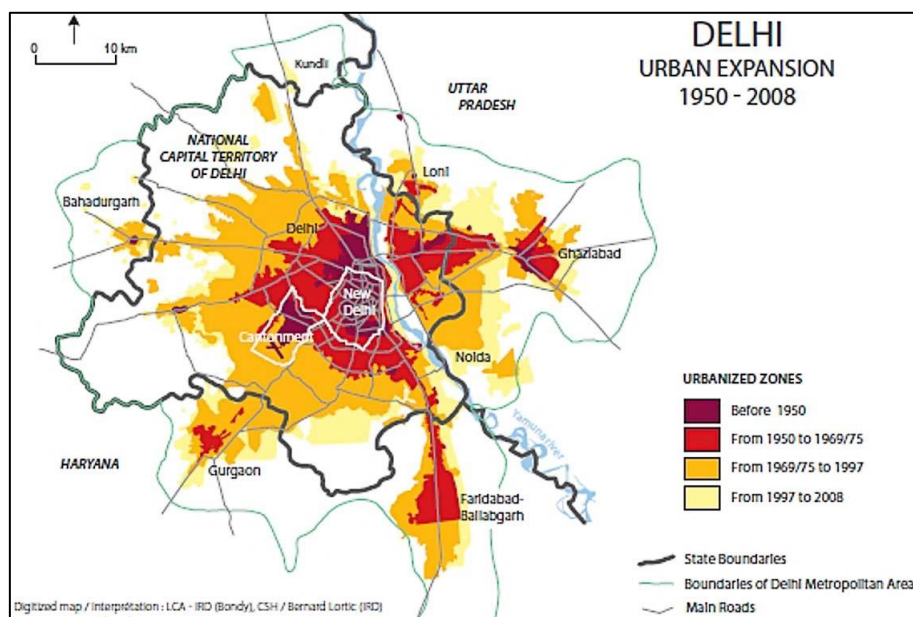 DELHI
URBAN EXPANSION
1950 - 2008
0 10 km
Kundli
UTTAR
PRADESH
NATIONAL
CAPITAL TERRITORY
OF DELHI
Loni
Bahadurgarh
Delhi
Ghaziabad
New
Delhi
Cantonment
Noida
URBANIZED ZONES
Before 1950
From 1950 to 1969/75
From 1969/75 to 1997
From 1997 to 2008
Yamuna river
HARYANA
Gurgaon
Faridabad-
Ballabgarh
State Boundaries
Boundaries of Delhi Metropolitan Area
Main Roads
Digitized map / Interprétation : LCA - IRD (Bondy), CSH / Bernard Lortic (IRD)